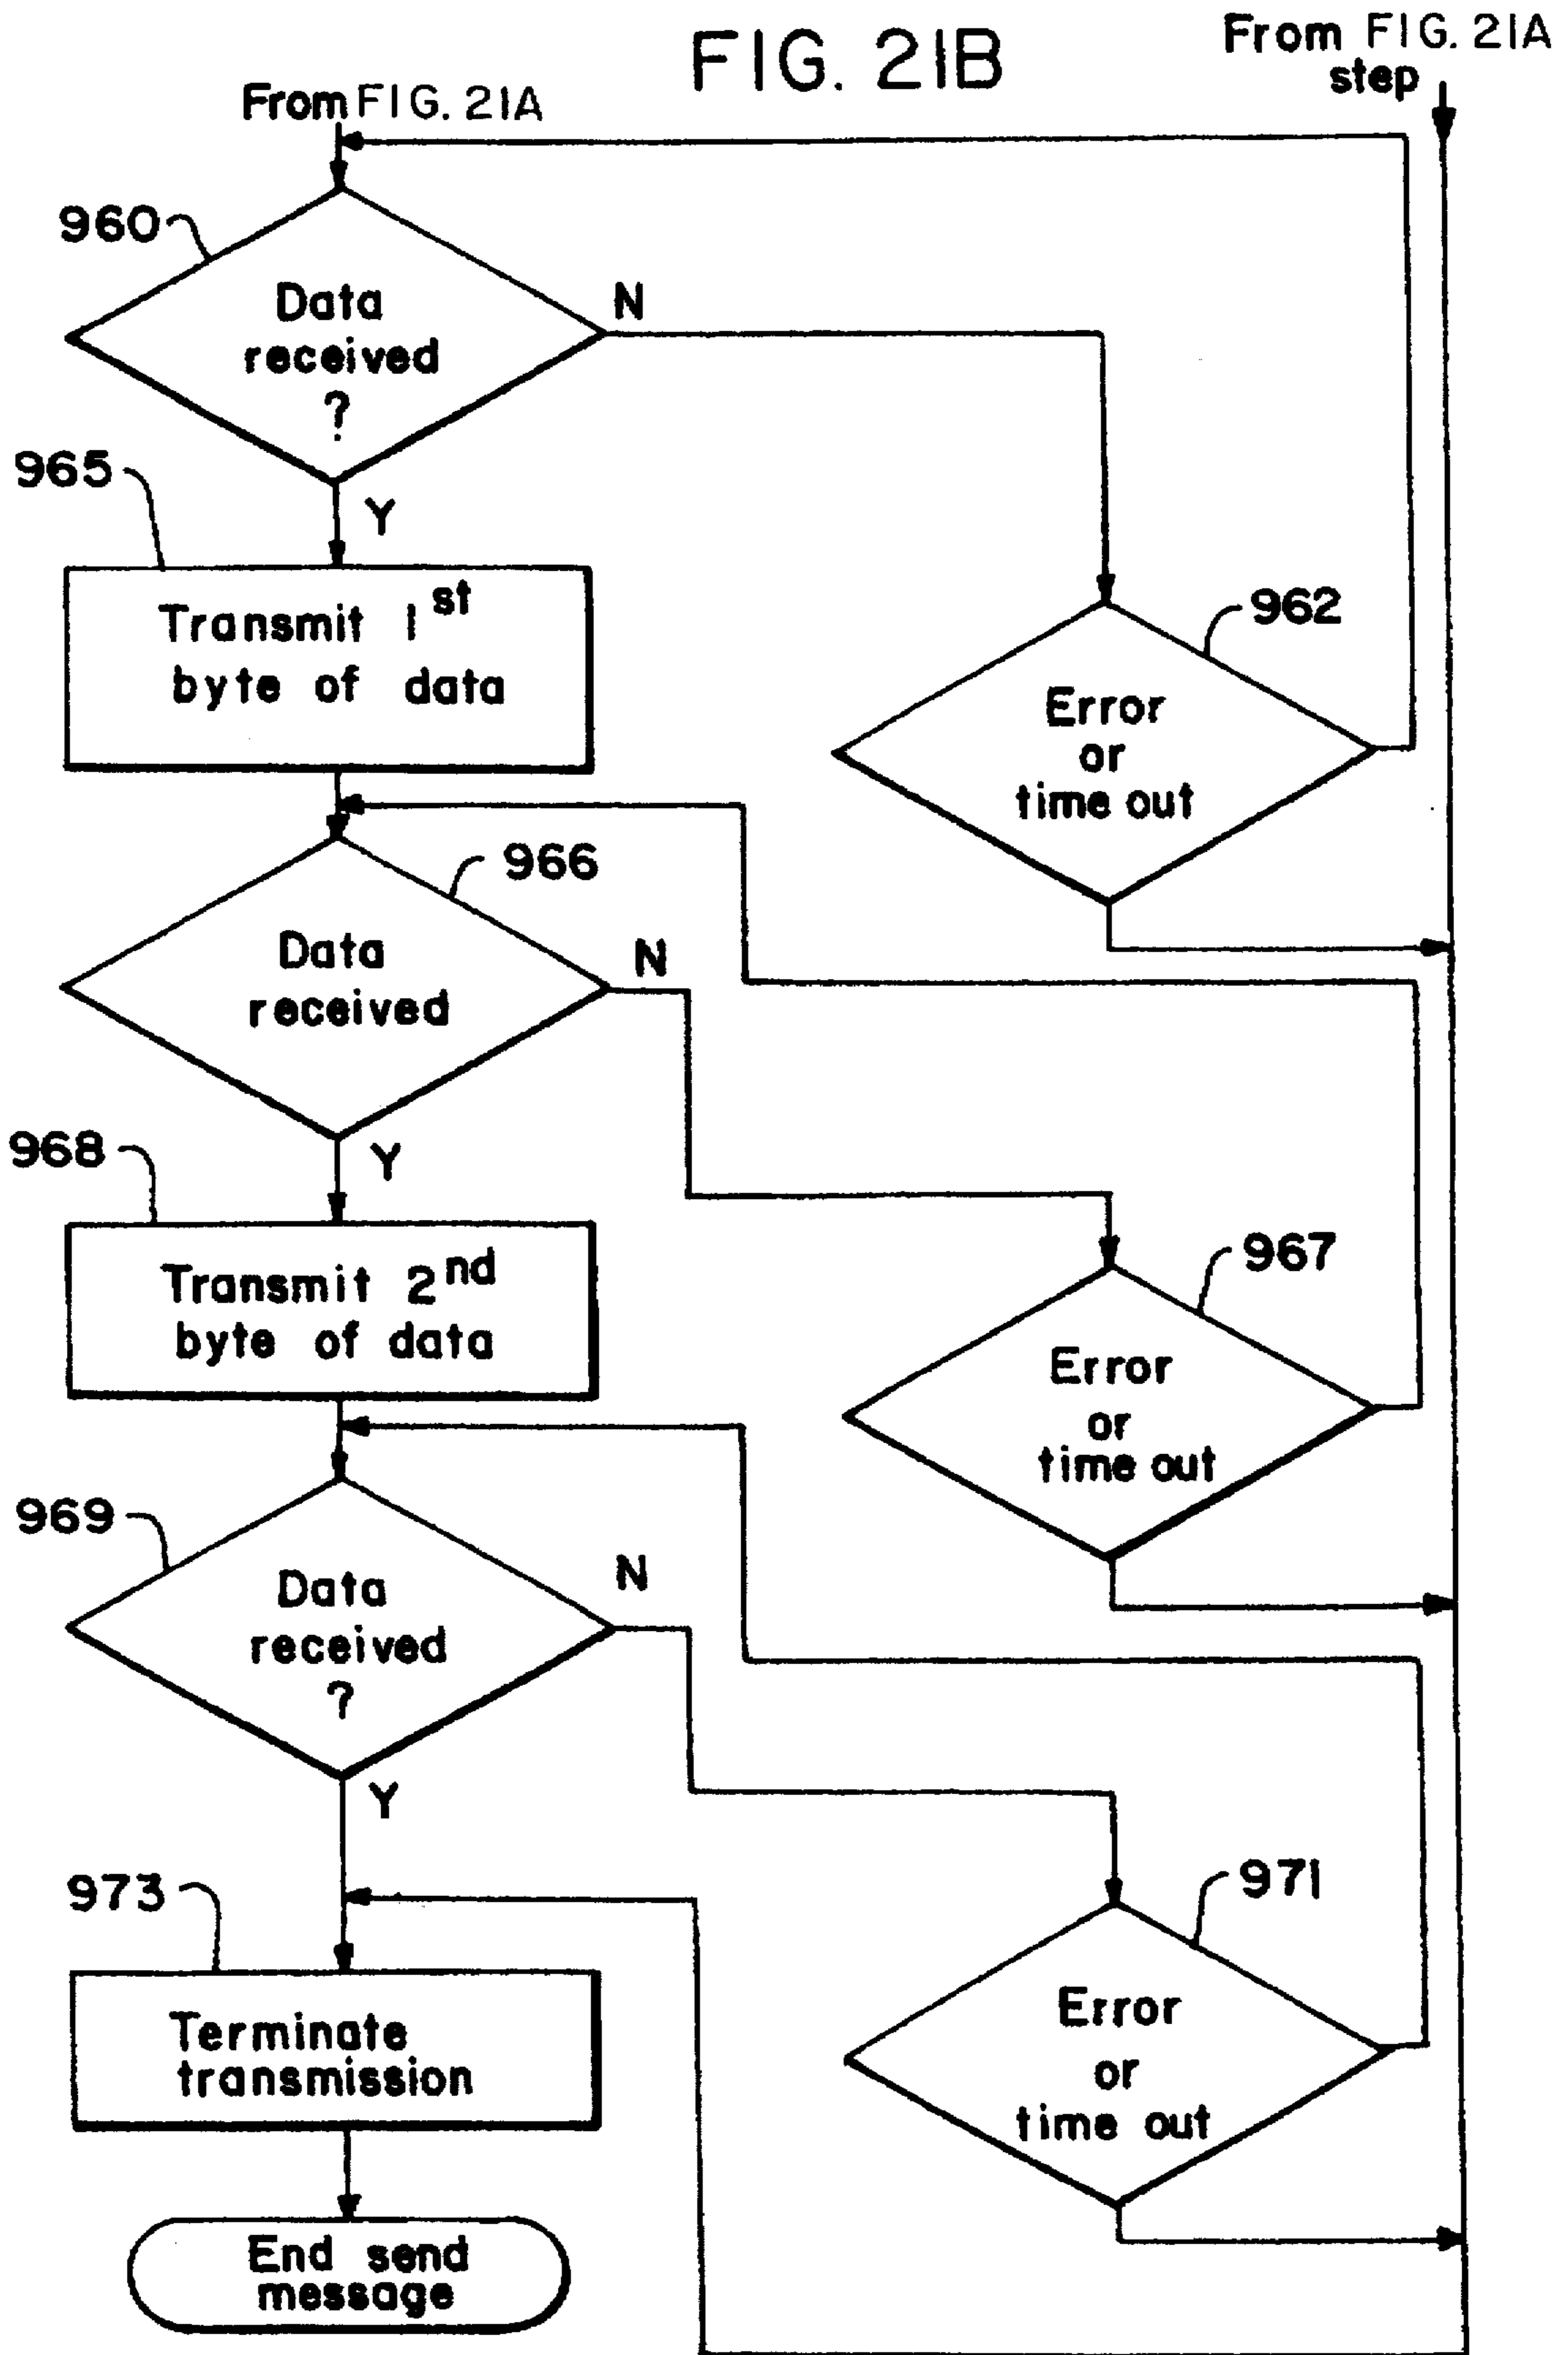 FIG. 21B
From FIG. 21A
step
From FIG. 21A
960
Data
received
?
N
Y
965
Transmit 1st
byte of data
962
Error
or
time out
966
Data
received
N
Y
968
Transmit 2nd
byte of data
967
Error
or
time out
969
Data
received
?
N
Y
973
Terminate
transmission
971
Error
or
time out
End send
message